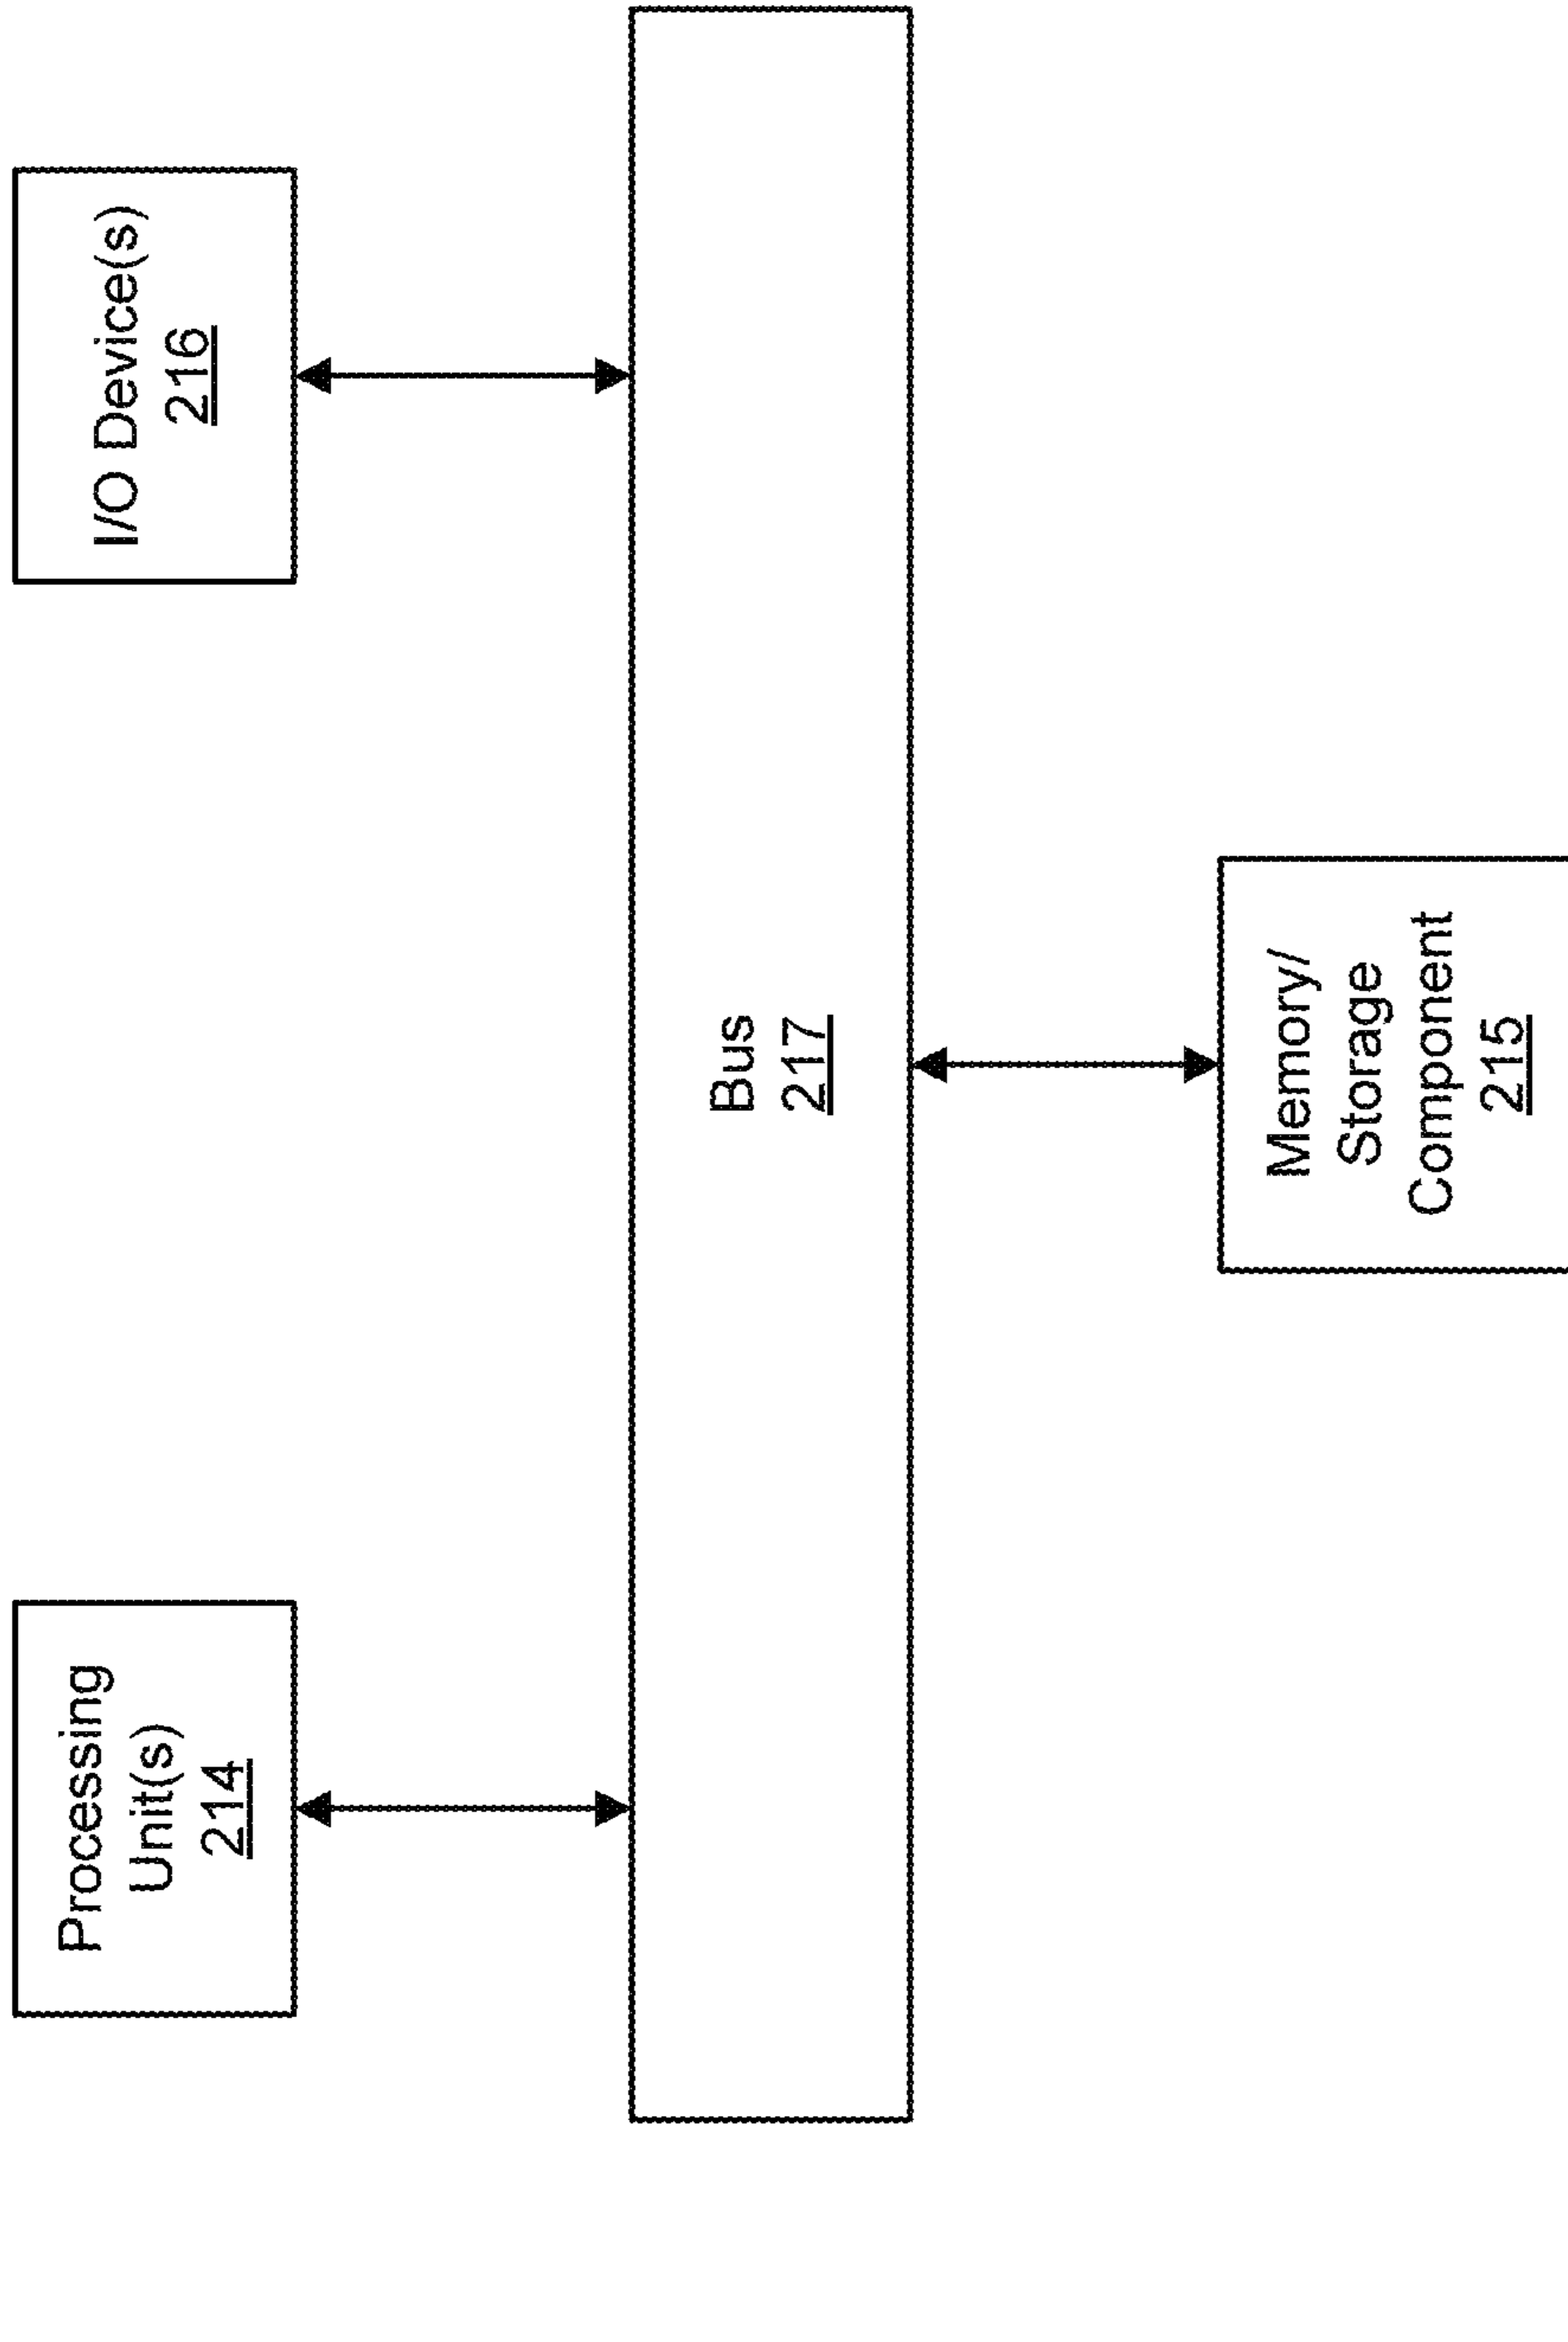 Processing
Unit(s)
214
I/O Device(s)
216
Bus
217
Memory/
Storage
Component
215